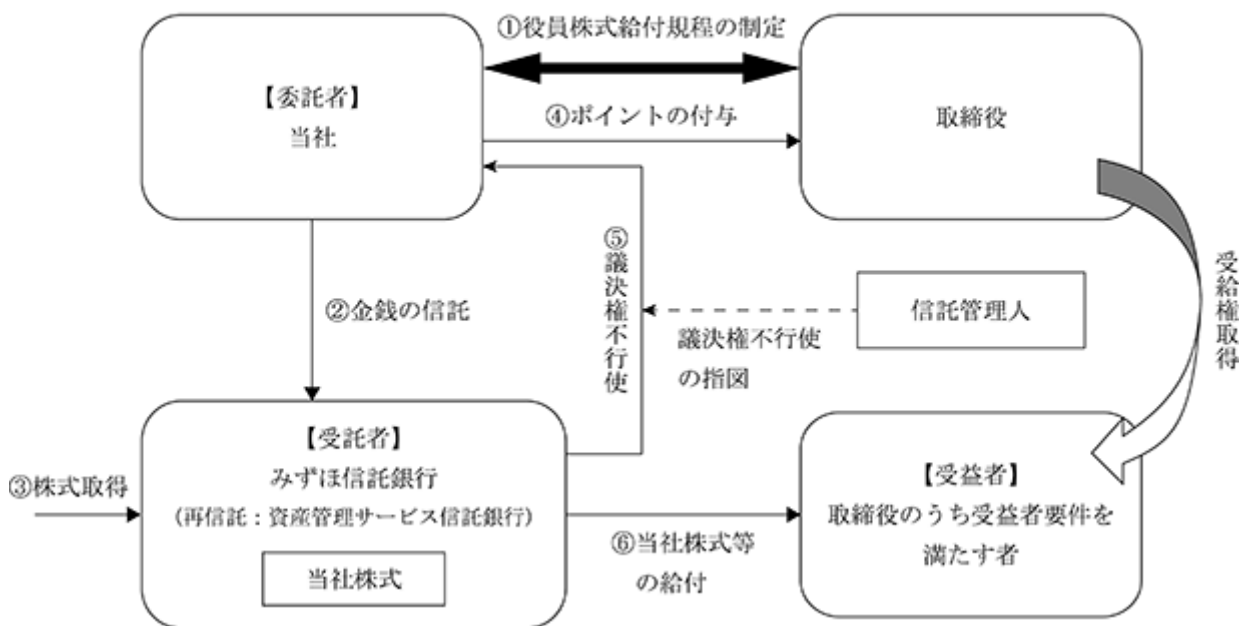 ①役員株式給付規程の制定
【委託者】
当社
④ポイントの付与
取締役
⑤議決権不行使
②金銭の信託
信託管理人
議決権不行使
の指図
受給権取得
【受託者】
みずほ信託銀行
(再信託:資産管理サービス信託銀行)
当社株式
③株式取得
⑥当社株式等
の給付
【受益者】
取締役のうち受益者要件を
満たす者